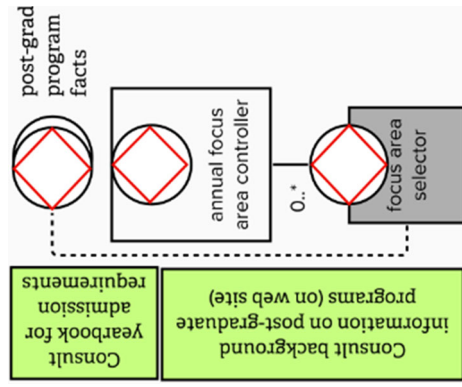 post-grad
program
facts
annual focus
area controller
0..*
focus area
selector
Consult
yearbook for
admission
requirements
Consult background
information on post-graduate
programs (on web site)